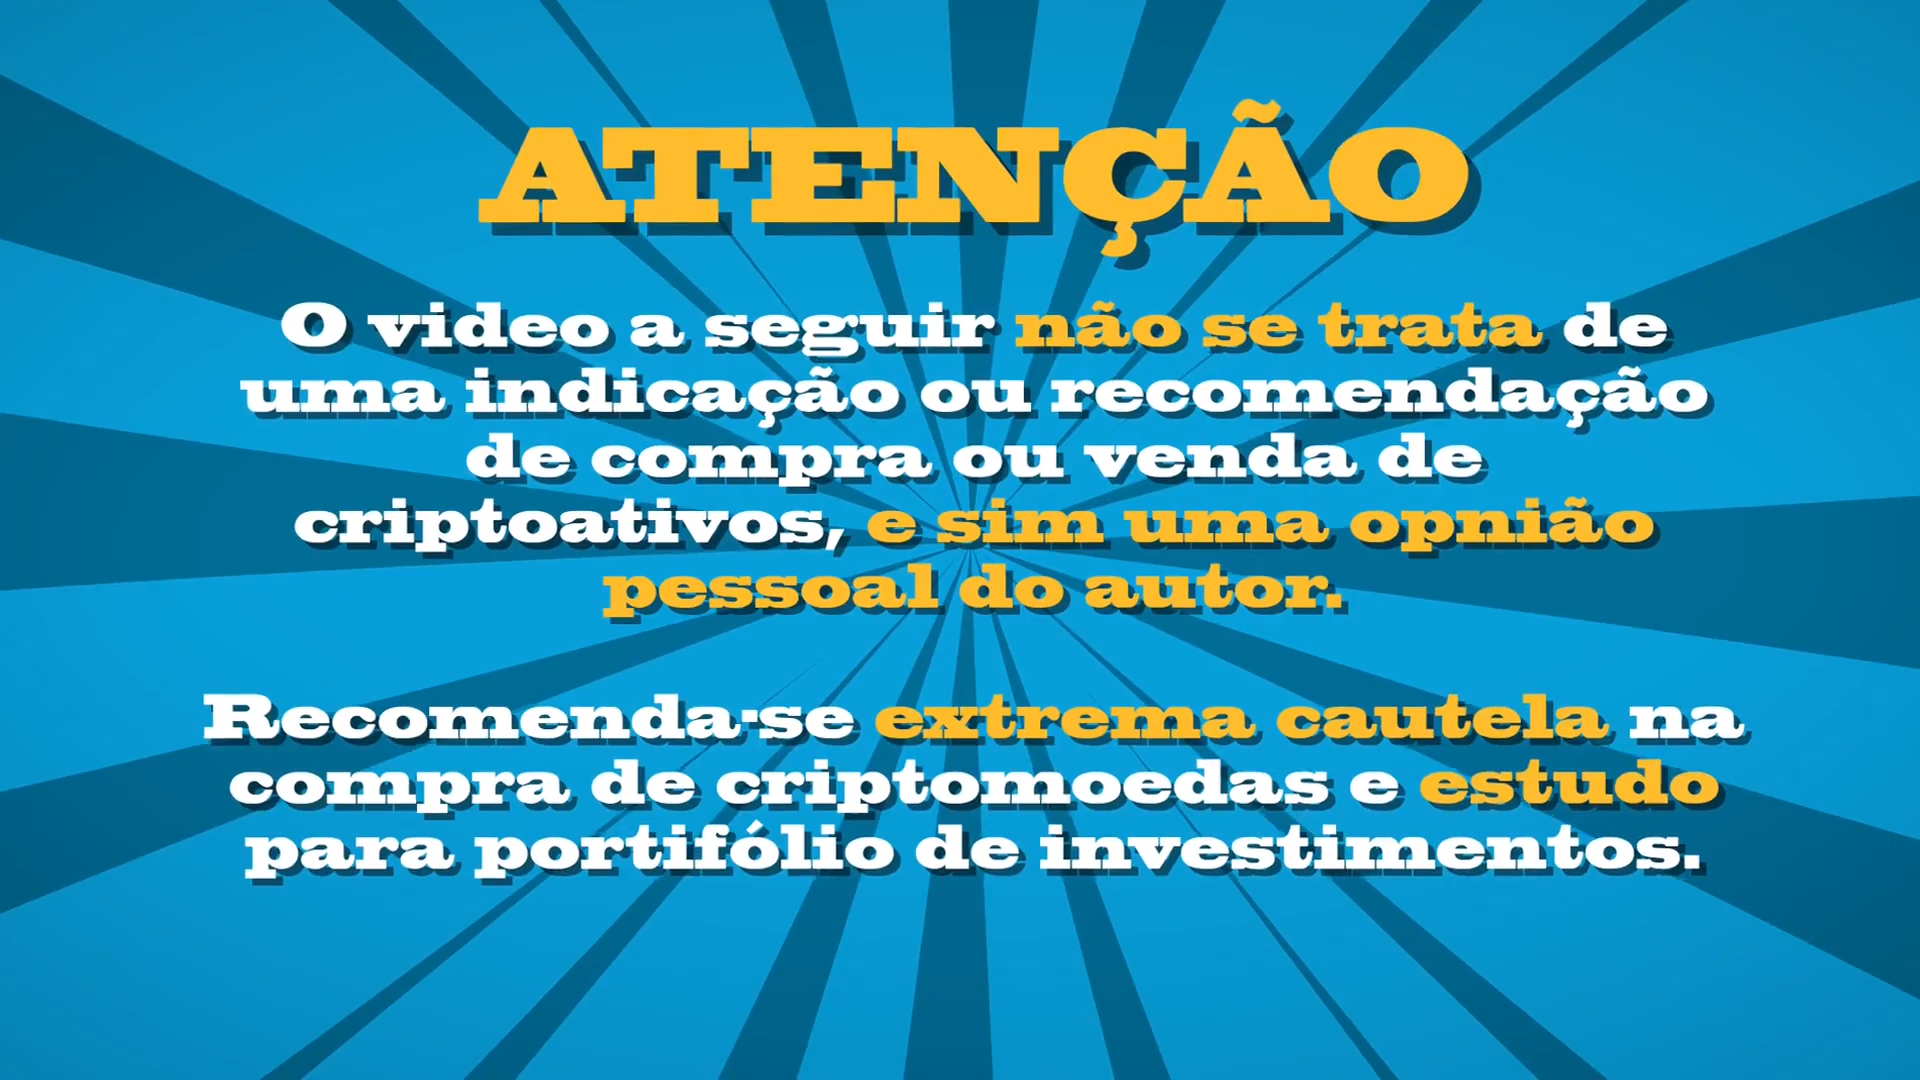 ATENÇÃO
O video a seguir não se trata de
uma indicação ou recomendação
de compra ou venda de
criptoativos, e sim uma opnião
pessoal do autor.
Recomenda-se extrema cautela na
compra de criptomoedas e estudo
para portifólio de investimentos.